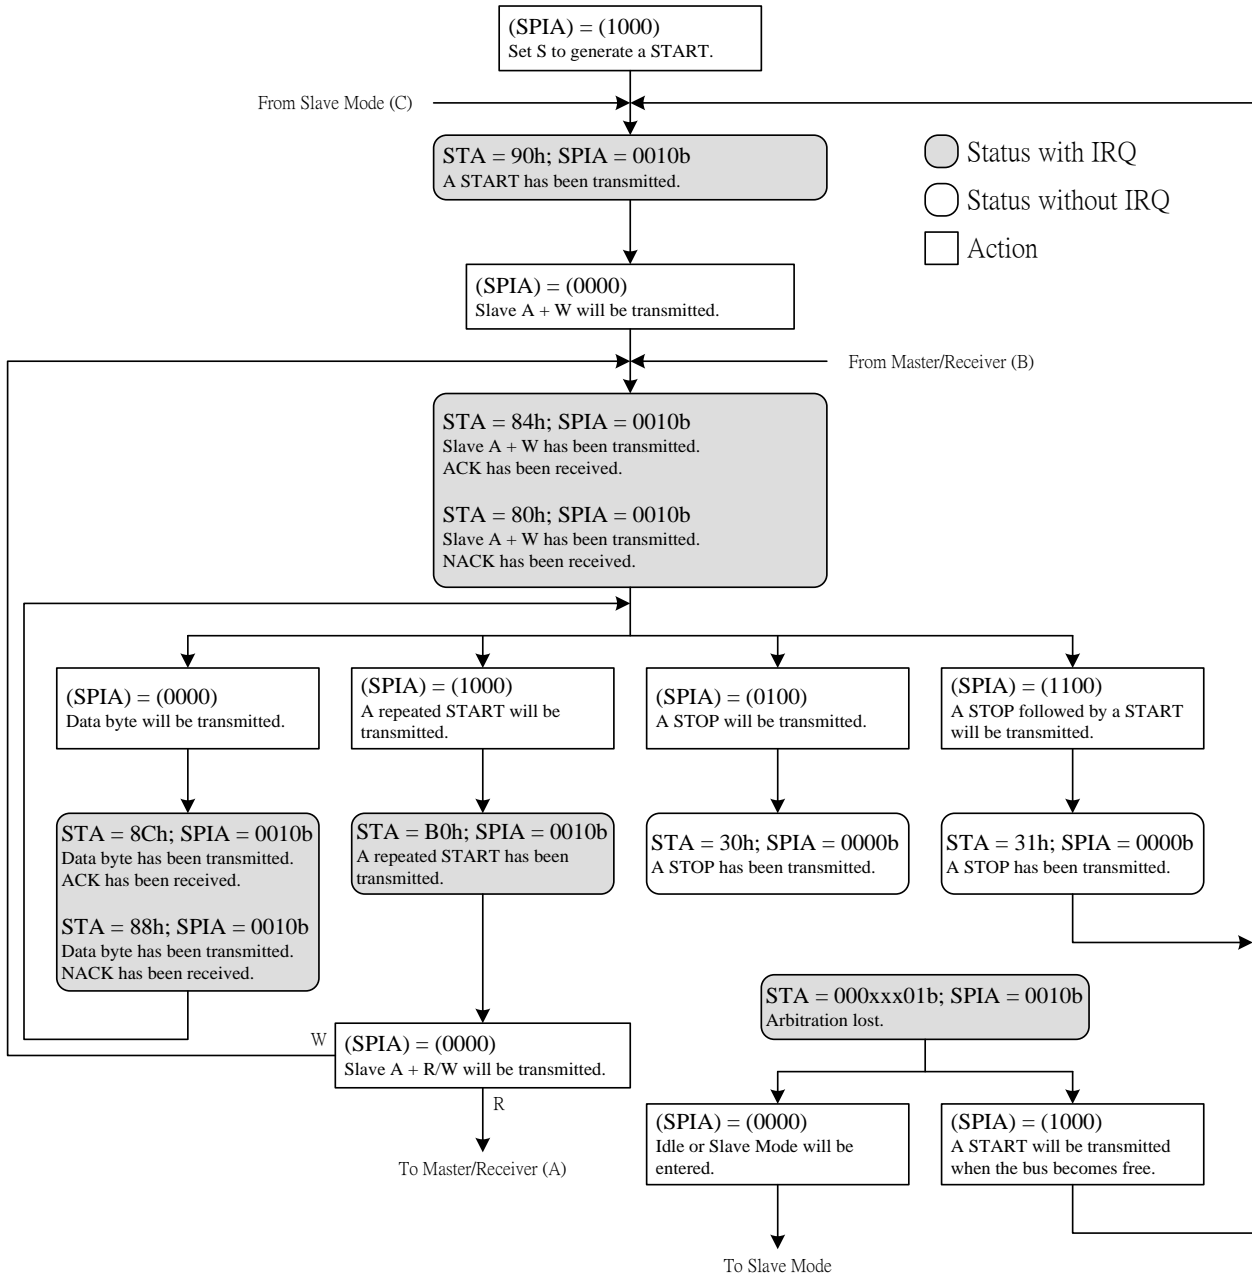 (SPIA) = (1000)
Set S to generate a START.
From Slave Mode (C)
STA = 90h; SPIA = 0010b
A START has been transmitted.
Status with IRQ
Status without IRQ
Action
(SPIA) = (0000)
Slave A + W will be transmitted.
From Master/Receiver (B)
STA = 84h; SPIA = 0010b
Slave A + W has been transmitted.
ACK has been received.
STA = 80h; SPIA = 0010b
Slave A + W has been transmitted.
NACK has been received.
(SPIA) = (0000)
Data byte will be transmitted.
(SPIA) = (1000)
A repeated START will be
transmitted.
(SPIA) = (0100)
A STOP will be transmitted.
(SPIA) = (1100)
A STOP followed by a START
will be transmitted.
STA = 8Ch; SPIA = 0010b
Data byte has been transmitted.
ACK has been received.
STA = 88h; SPIA = 0010b
Data byte has been transmitted.
NACK has been received.
STA = B0h; SPIA = 0010b
A repeated START has been
transmitted.
STA = 30h; SPIA = 0000b
A STOP has been transmitted.
STA = 31h; SPIA = 0000b
A STOP has been transmitted.
STA = 000xxx01b; SPIA = 0010b
Arbitration lost.
W
(SPIA) = (0000)
Slave A + R/W will be transmitted.
R
To Master/Receiver (A)
(SPIA) = (0000)
Idle or Slave Mode will be
entered.
(SPIA) = (1000)
A START will be transmitted
when the bus becomes free.
To Slave Mode